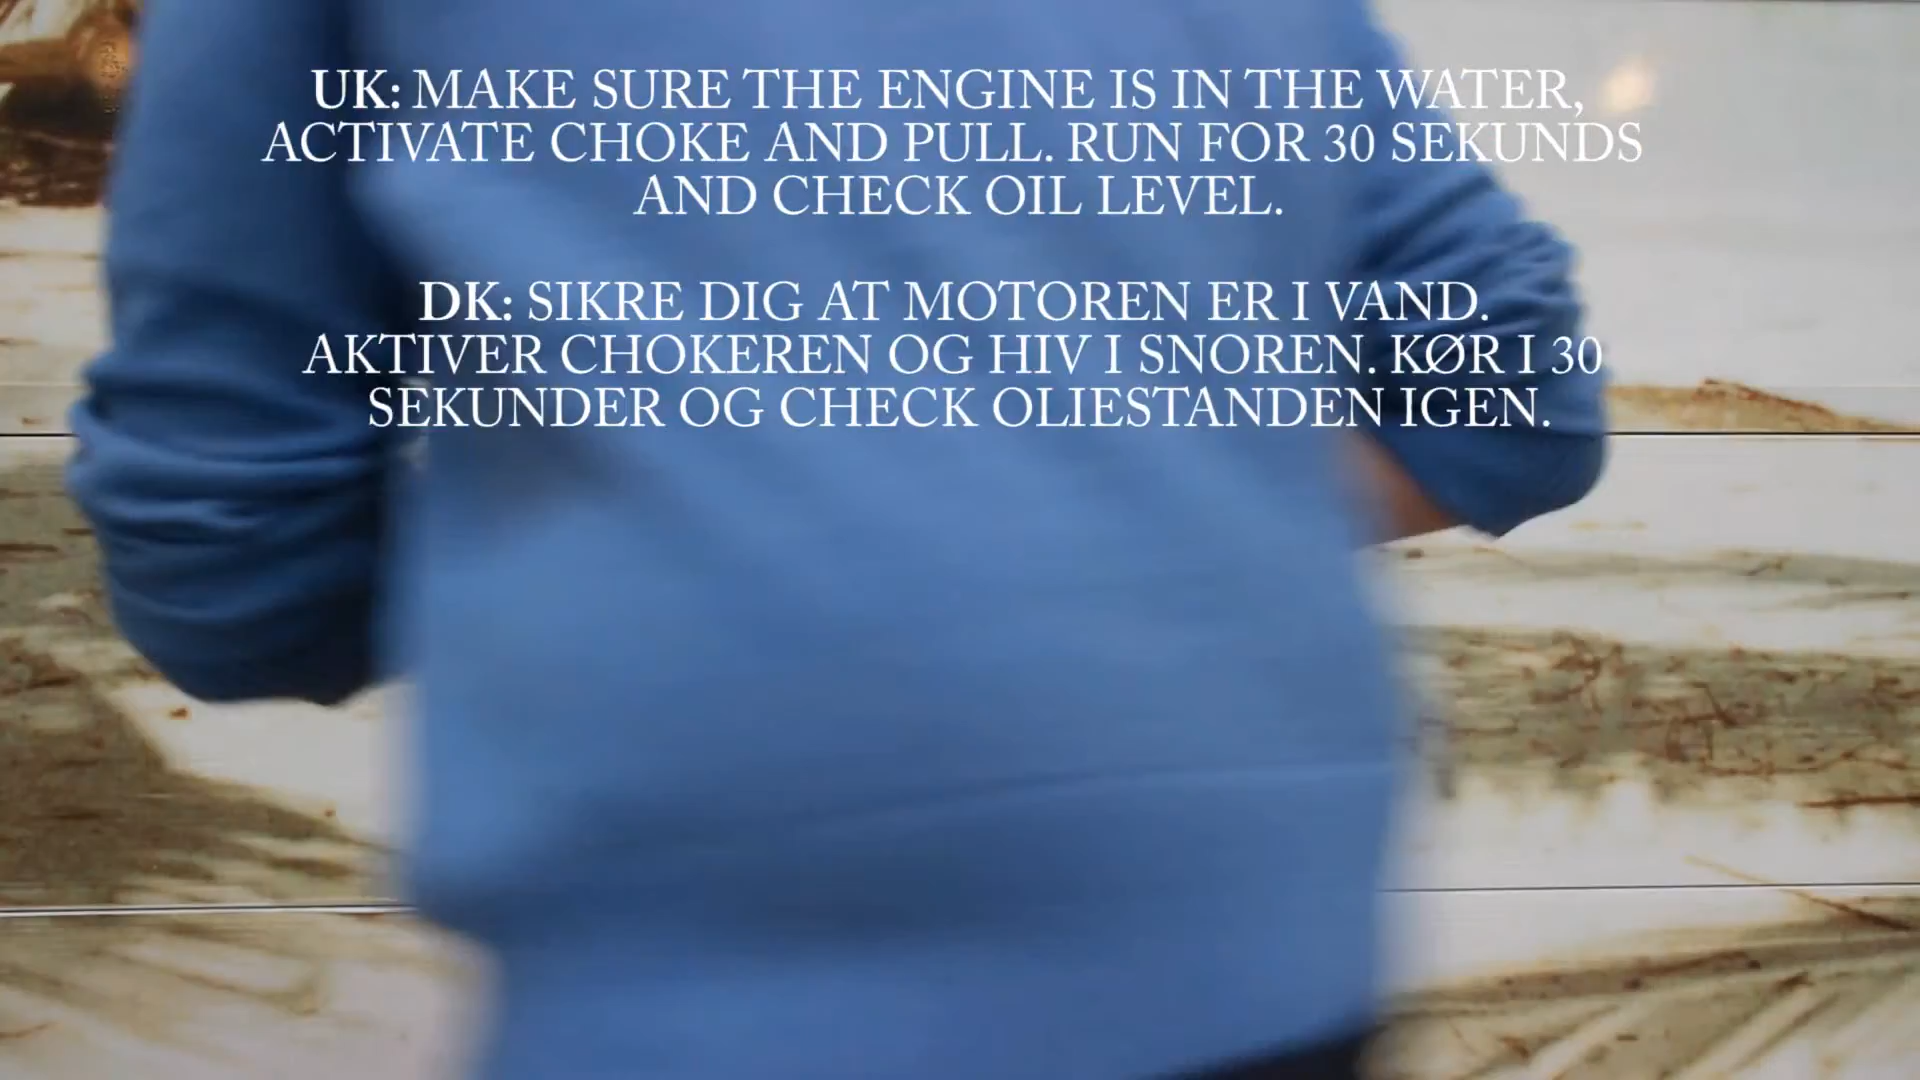 UK: MAKE SURE THE ENGINE IS IN THE WATER,
ACTIVATE CHOKE AND PULL. RUN FOR 30 SEKUNDS
AND CHECK OIL LEVEL.
DK: SIKRE DIG AT MOTOREN ER I VAND.
AKTIVER CHOKEREN OG HIV I SNOREN. KØR I 30
SEKUNDER OG CHECK OLIESTANDEN IGEN.